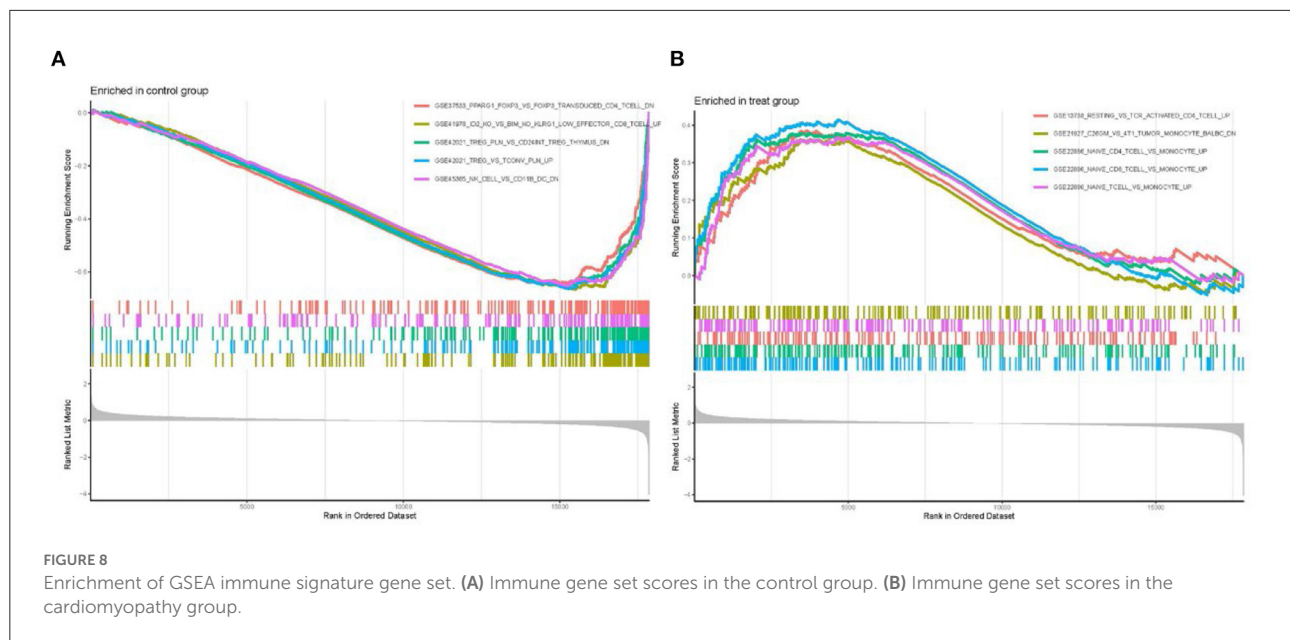 A
B
Enriched in control group
GSE37533_PPARG1_FOXP3_VS_FOXP3_TRANSDUCED_CD4_TCELL_DN
GSE41978_ID2_KO_VS_BIM_KO_KLRG1_LOW_EFFECTOR_CD8_TCELL_UP
GSE42021_TREG_PLN_VS_CD24INT_TREG_THYMUS_DN
GSE42021_TREG_VS_TCONV_PLN_UP
GSE45365_NK_CELL_VS_CD11B_DC_DN
Running Enrichment Score
0.0
-0.2
-0.4
-0.6
Ranked List Metric
2
0
-2
-4
5000
10000
15000
Rank in Ordered Dataset
Enriched in treat group
GSE13738_RESTING_VS_TCR_ACTIVATED_CD4_TCELL_UP
GSE21927_C26GM_VS_4T1_TUMOR_MONOCYTE_BALBC_DN
GSE22886_NAIVE_CD4_TCELL_VS_MONOCYTE_UP
GSE22886_NAIVE_CD8_TCELL_VS_MONOCYTE_UP
GSE22886_NAIVE_TCELL_VS_MONOCYTE_UP
Running Enrichment Score
0.4
0.3
0.2
0.1
0.0
Ranked List Metric
2
0
-2
-4
5000
10000
15000
Rank in Ordered Dataset
FIGURE 8
Enrichment of GSEA immune signature gene set. (A) Immune gene set scores in the control group. (B) Immune gene set scores in the
cardiomyopathy group.